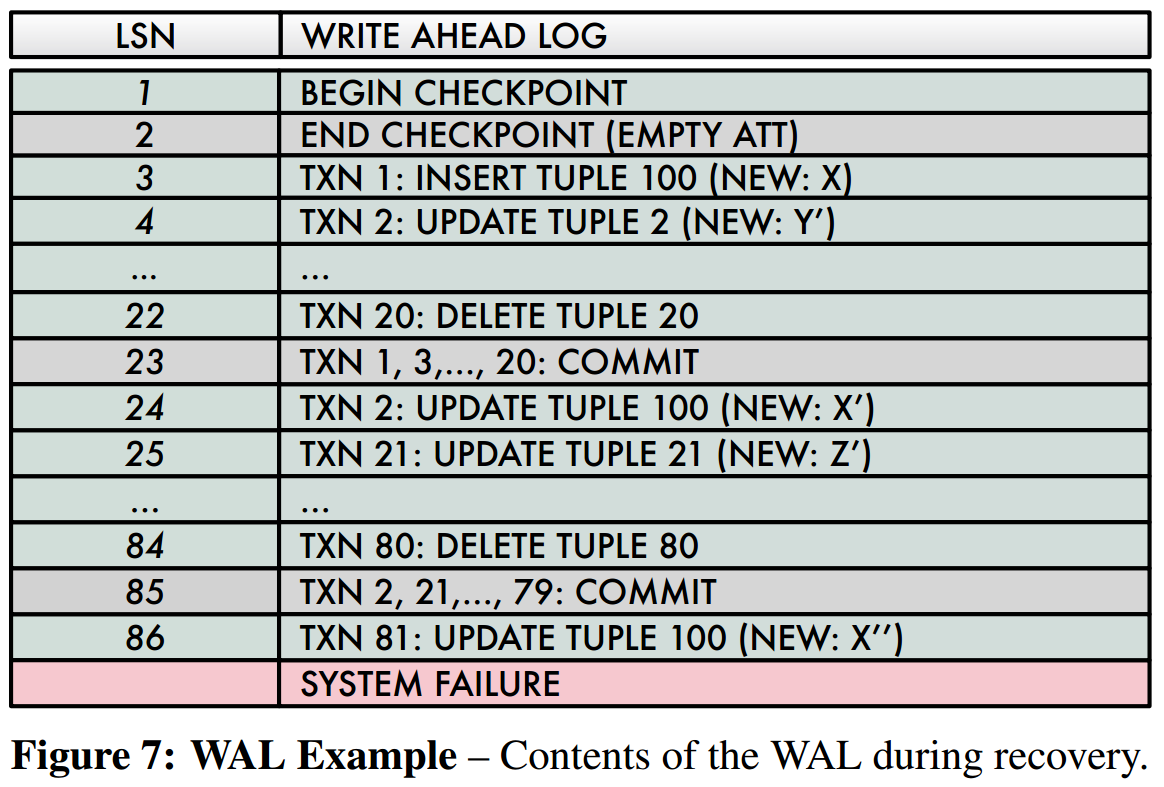 LSN WRITE AHEAD LOG
1 BEGIN CHECKPOINT
2 END CHECKPOINT (EMPTY ATT)
3 TXN 1: INSERT TUPLE 100 (NEW: X)
4 TXN 2: UPDATE TUPLE 2 (NEW: Y’)
... ...
22 TXN 20: DELETE TUPLE 20
23 TXN 1, 3,..., 20: COMMIT
24 TXN 2: UPDATE TUPLE 100 (NEW: X’)
25 TXN 21: UPDATE TUPLE 21 (NEW: Z’)
... ...
84 TXN 80: DELETE TUPLE 80
85 TXN 2, 21,..., 79: COMMIT
86 TXN 81: UPDATE TUPLE 100 (NEW: X’’)
SYSTEM FAILURE
Figure 7: WAL Example – Contents of the WAL during recovery.